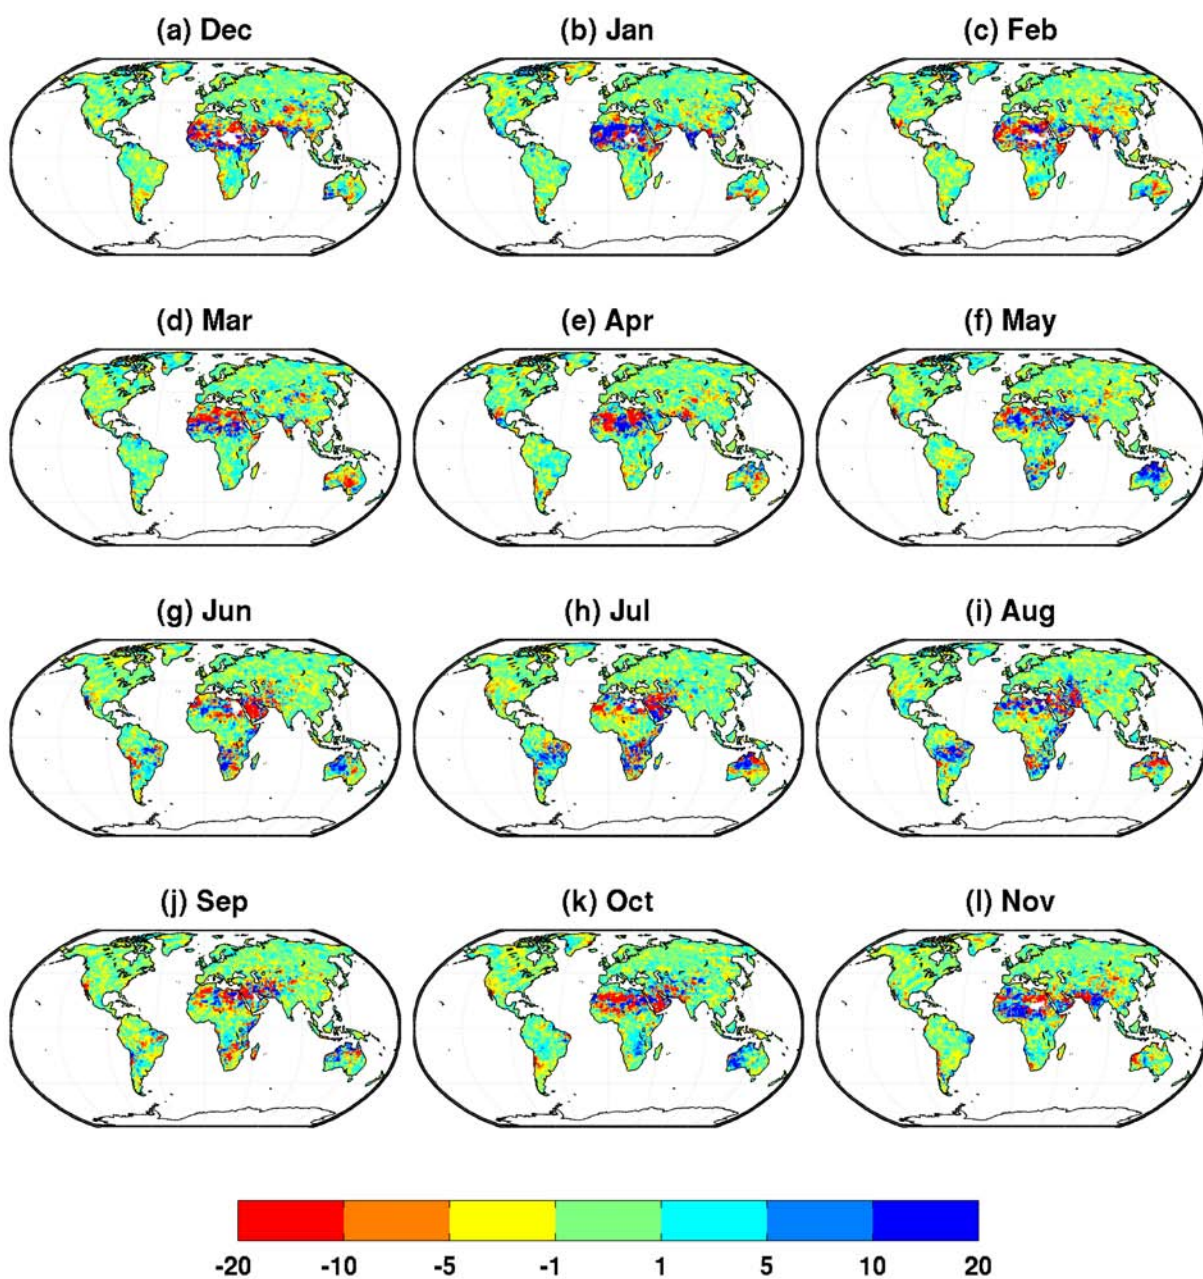 (a) Dec (b) Jan (c) Feb
(d) Mar (e) Apr (f) May
(g) Jun (h) Jul (i) Aug
(j) Sep (k) Oct (l) Nov
-20 -10 -5 -1 1 5 10 20